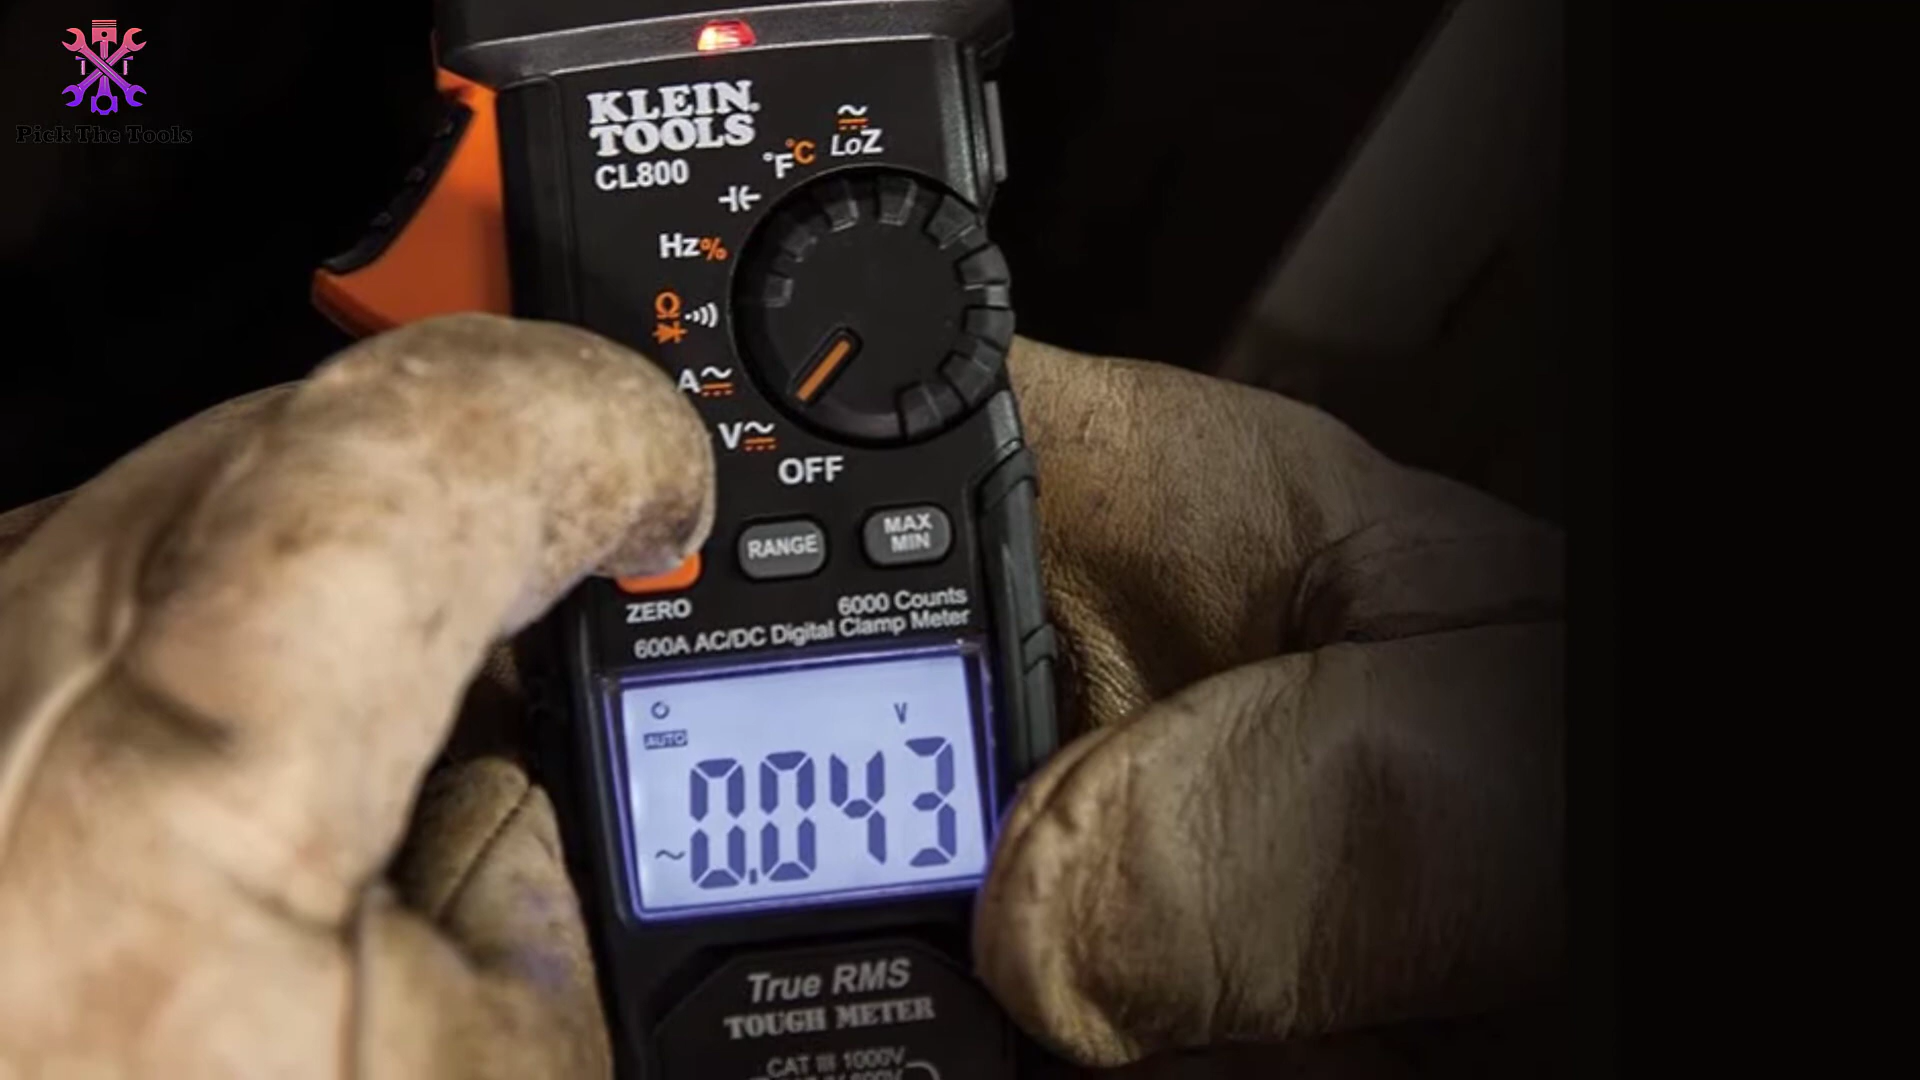 Pick The Tools
KLEIN
TOOLS®
CL800
LoZ
°F°C
Hz%
Ω
A
V
OFF
RANGE
MAX
MIN
ZERO
6000 Counts
600A AC/DC Digital Clamp Meter
V
AUTO
~0.043
True RMS
TOUGH METER
CAT III 1000V